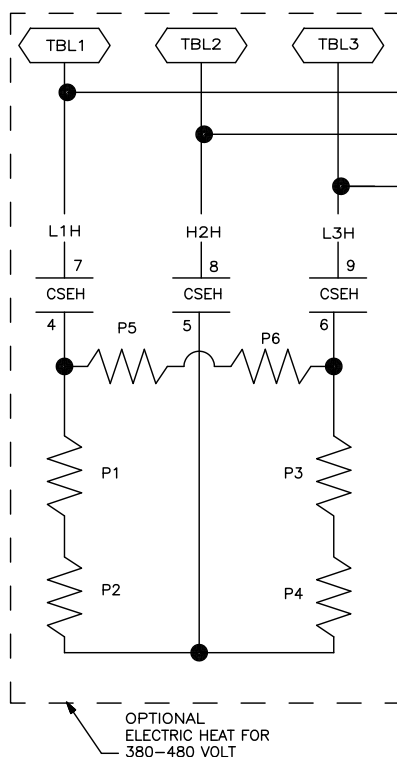 TBL1 TBL2 TBL3
L1H H2H L3H
7 8 9
CSEH CSEH CSEH
4 5 6
P5 P6
P1 P3
P2 P4
OPTIONAL
ELECTRIC HEAT FOR
380-480 VOLT